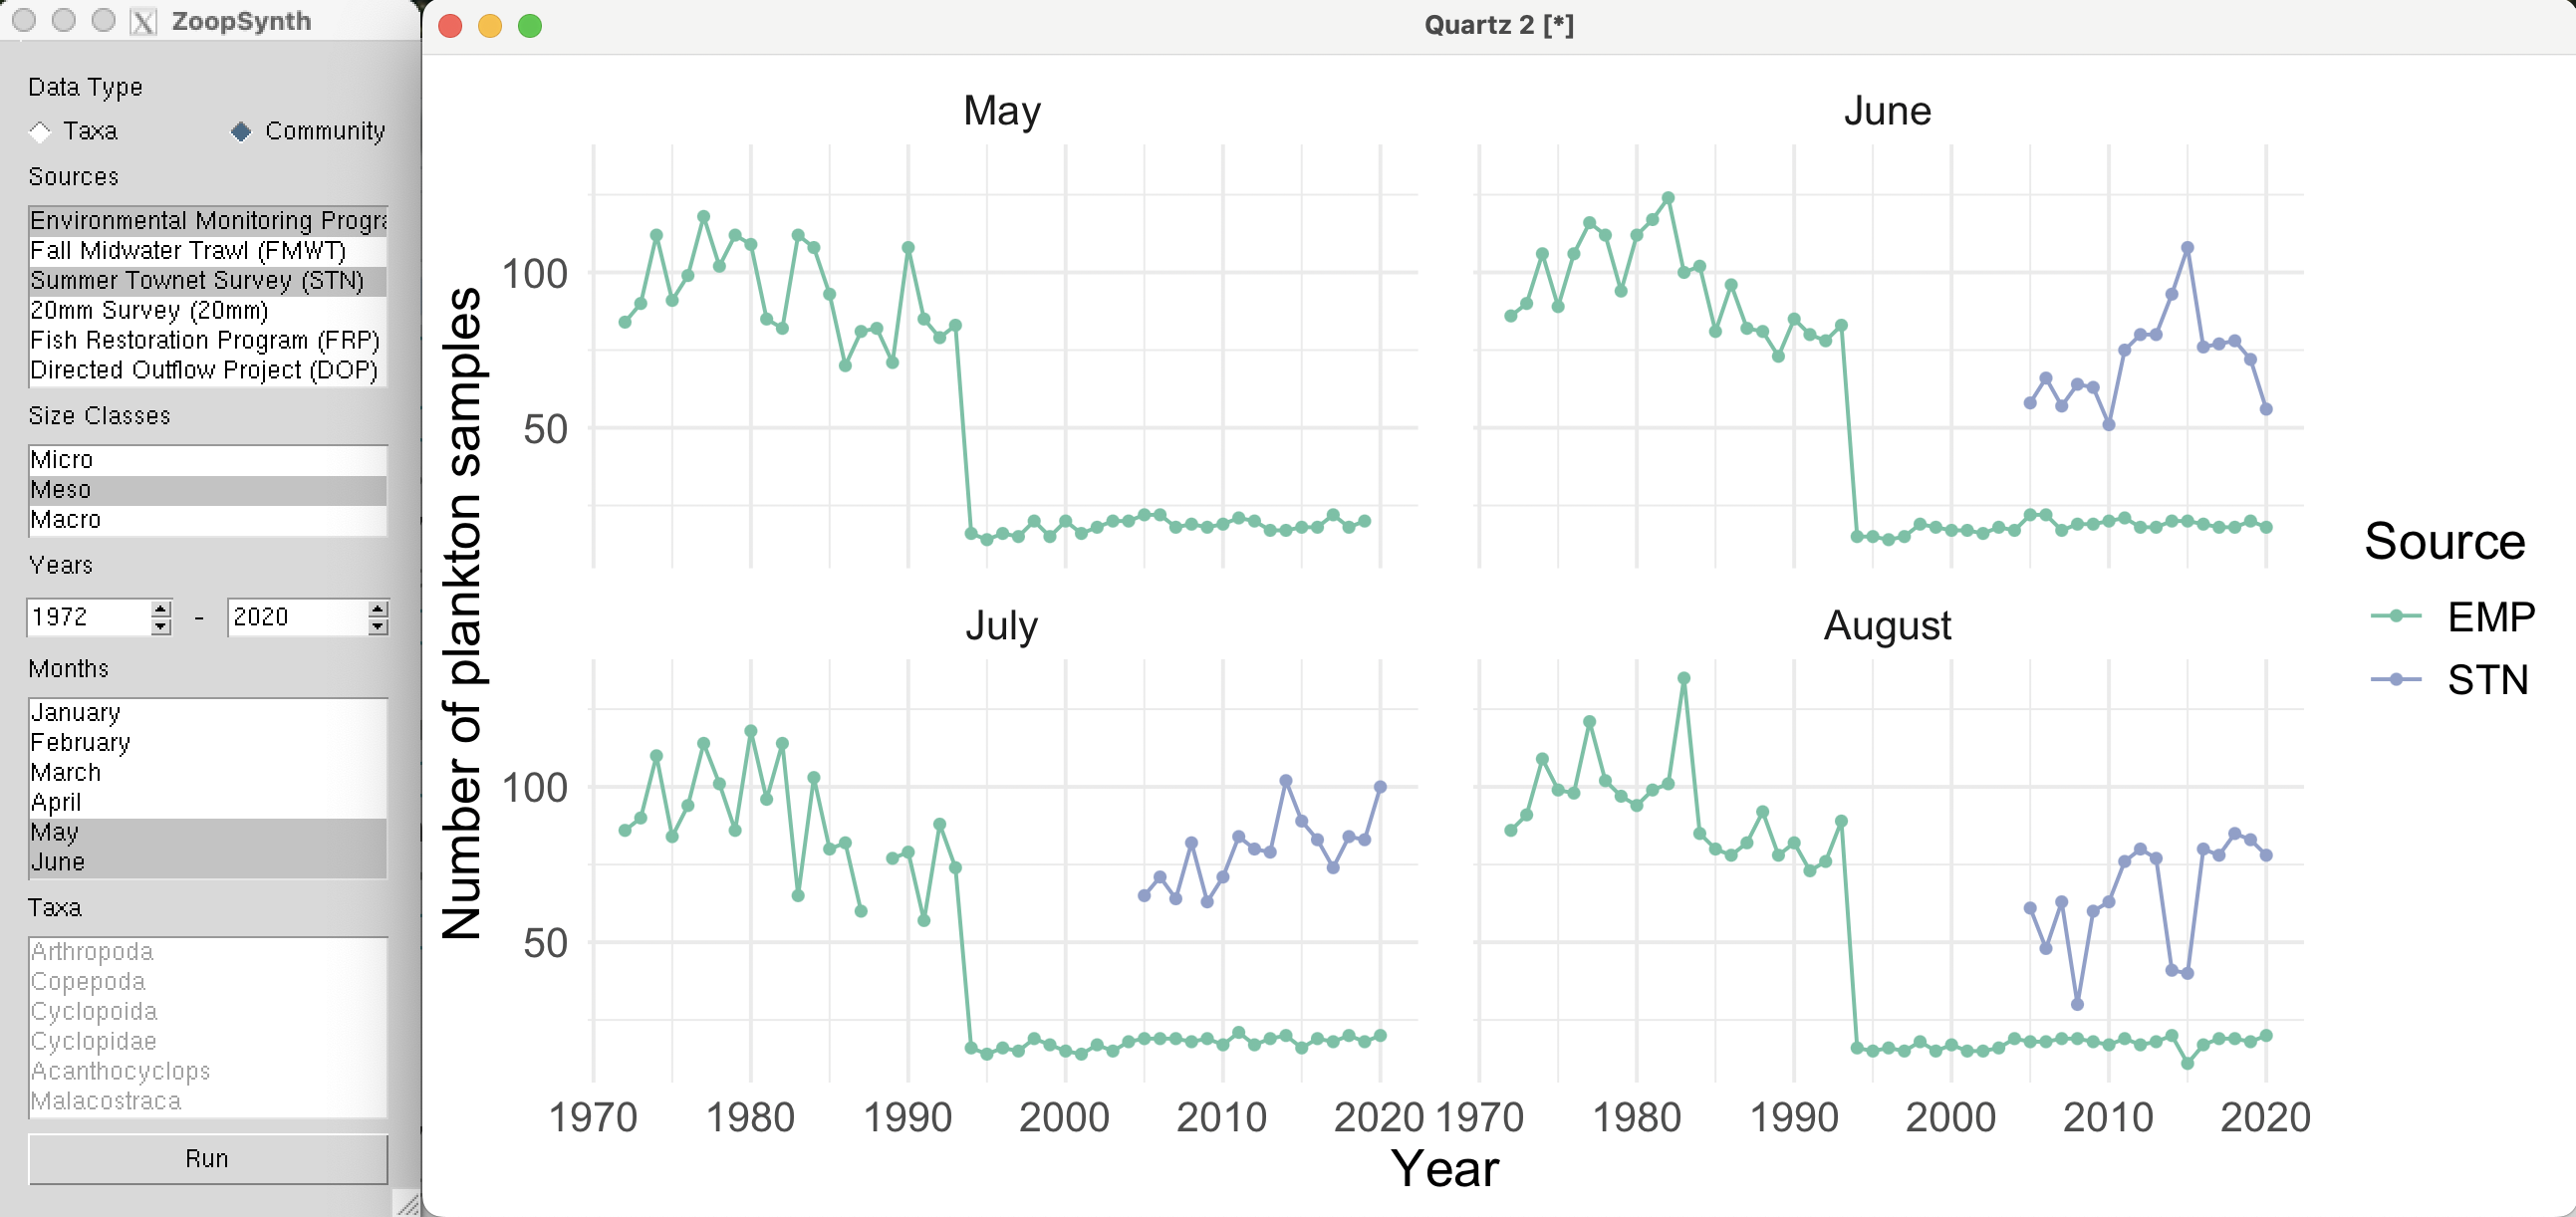 ZoopSynth
Data Type
Taxa
Community
Sources
Environmental Monitoring Progra
Fall Midwater Trawl (FMWT)
Summer Townet Survey (STN)
20mm Survey (20mm)
Fish Restoration Program (FRP)
Directed Outflow Project (DOP)
Size Classes
Micro
Meso
Macro
Years
1972 - 2020
Months
January
February
March
April
May
June
Taxa
Arthropoda
Copepoda
Cyclopoida
Cyclopidae
Acanthocyclops
Malacostraca
Run
Quartz 2 [*]
May
June
100
50
July
August
100
50
1970 1980 1990 2000 2010 2020 1970 1980 1990 2000 2010 2020
Year
Number of plankton samples
Source
EMP
STN